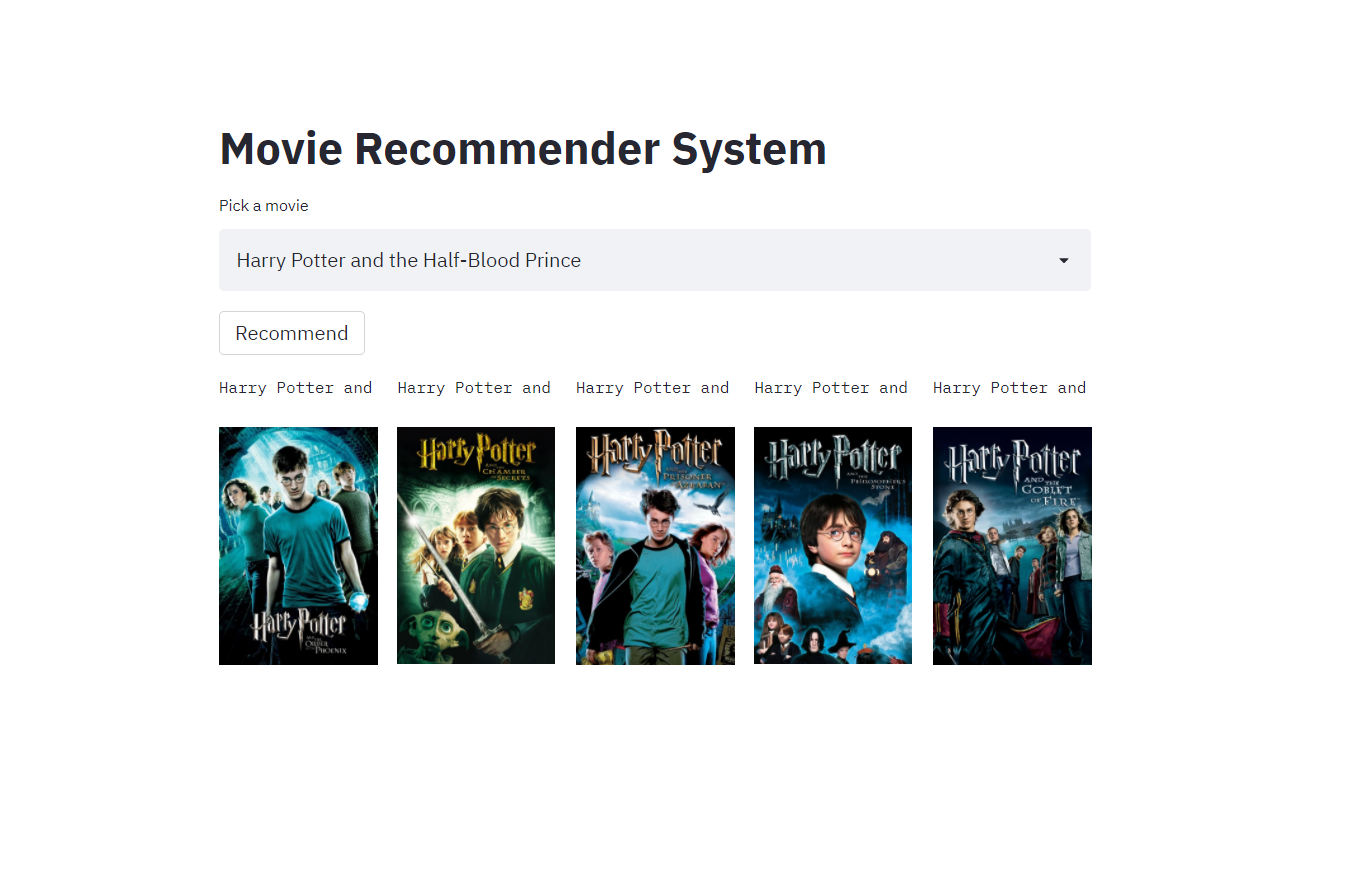 Movie Recommender System
Pick a movie
Harry Potter and the Half-Blood Prince
Recommend
Harry Potter and
Harry Potter and
Harry Potter and
Harry Potter and
Harry Potter and
Harry Potter
AND THE
ORDER OF THE
PHOENIX
Harry Potter
AND THE
CHAMBER
OF SECRETS
Harry Potter
AND THE
PRISONER
OF AZKABAN
Harry Potter
AND THE
PHILOSOPHER'S
STONE
Harry Potter
AND THE
GOBLET
OF FIRE